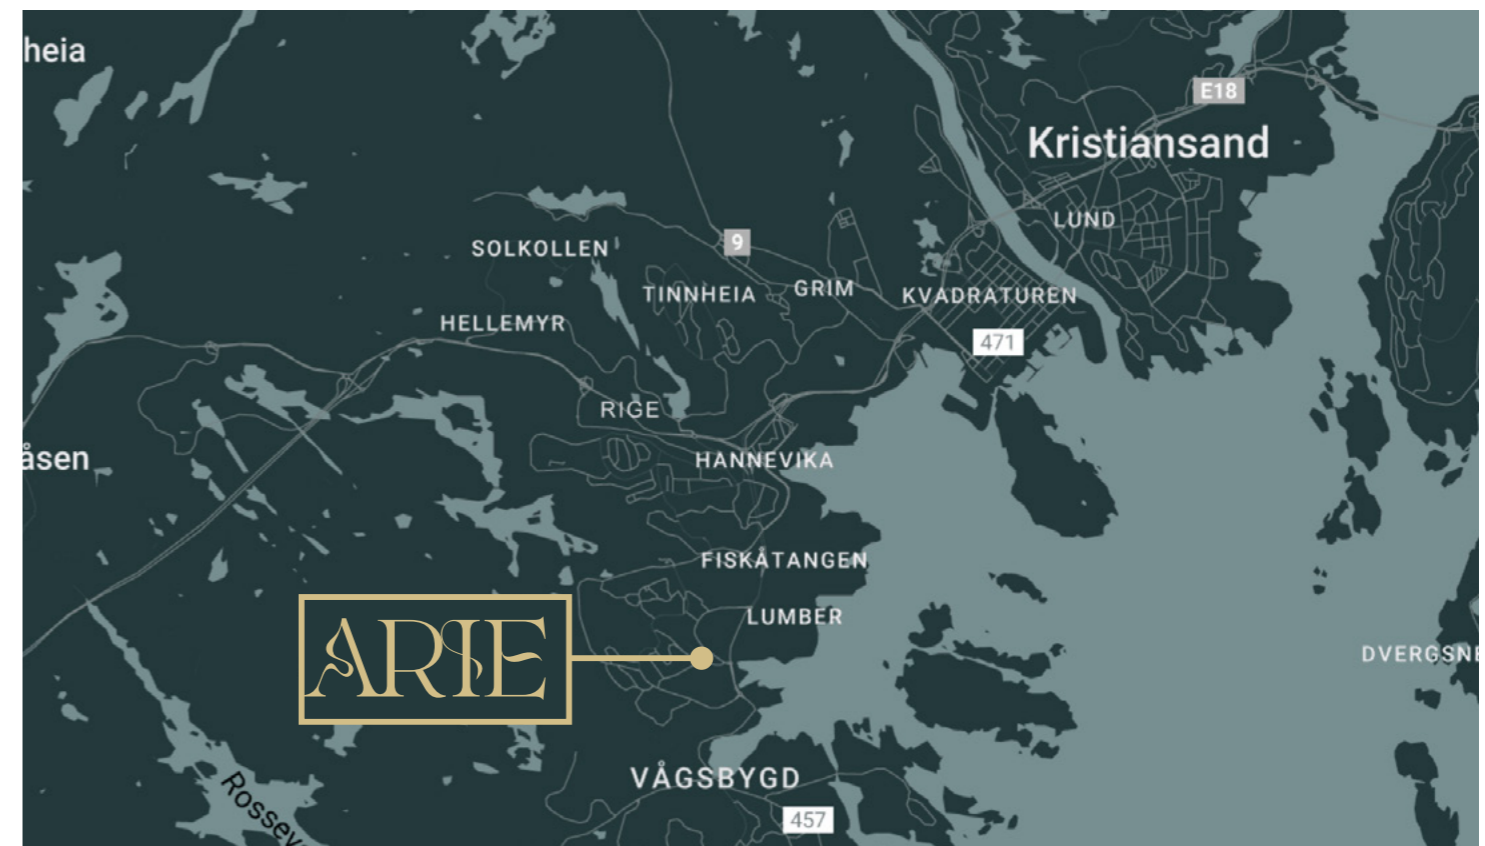 heia
E18
Kristiansand
LUND
9
SOLKOLLEN
TINNHEIA
GRIM
KVADRATUREN
HELLEMYR
471
RIGE
åsen
HANNEVIKA
FISKÅTANGEN
LUMBER
ARIE
DVERGSNE
VÅGSBYGD
Rossev
457